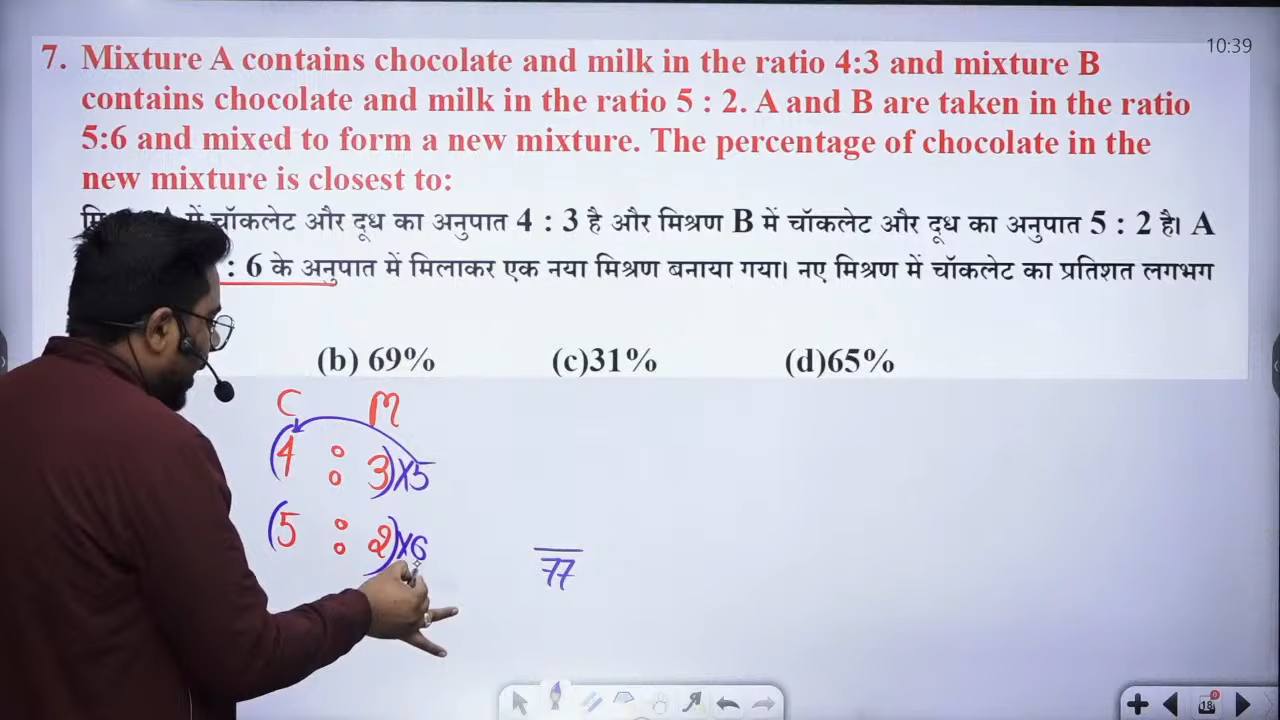 10:39
7. Mixture A contains chocolate and milk in the ratio 4:3 and mixture B
contains chocolate and milk in the ratio 5 : 2. A and B are taken in the ratio
5:6 and mixed to form a new mixture. The percentage of chocolate in the
new mixture is closest to:
में चॉकलेट और दूध का अनुपात 4 : 3 है और मिश्रण B में चॉकलेट और दूध का अनुपात 5 : 2 है। A
: 6 के अनुपात में मिलाकर एक नया मिश्रण बनाया गया। नए मिश्रण में चॉकलेट का प्रतिशत लगभग
(b) 69% (c)31% (d)65%
C M
(4 : 3)×5
(5 : 2)×6
77
18